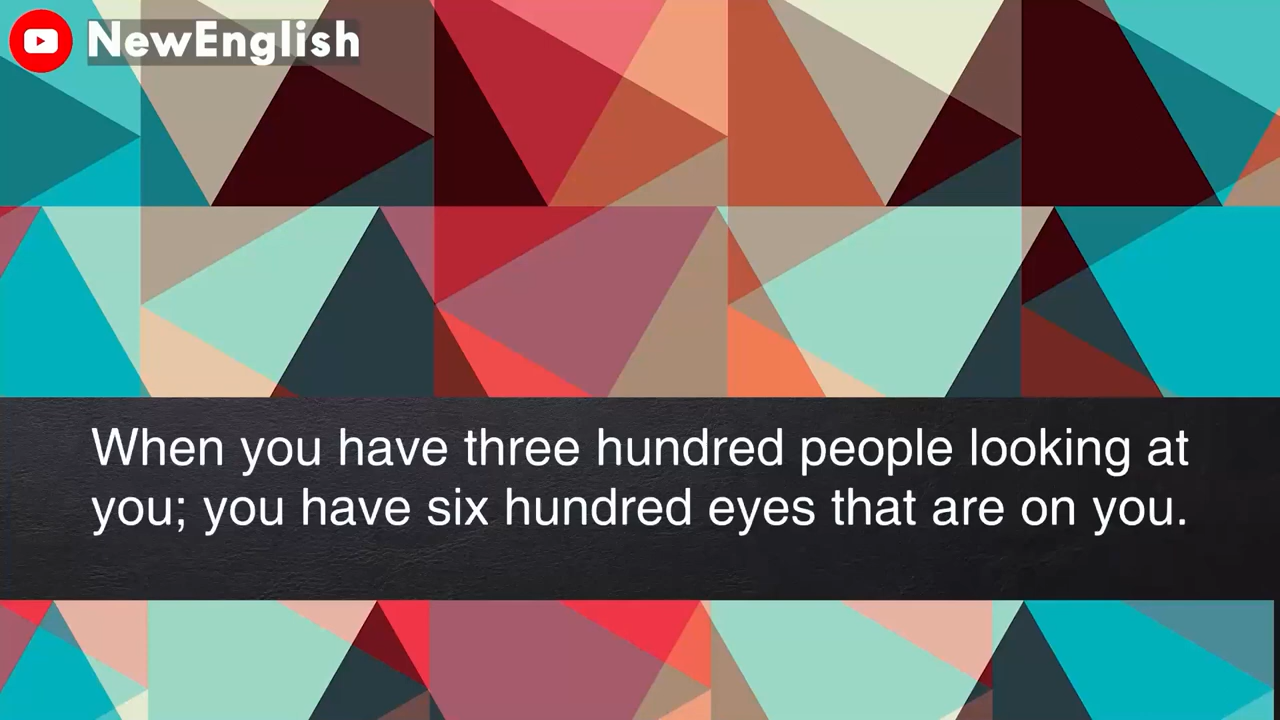 NewEnglish
When you have three hundred people looking at
you; you have six hundred eyes that are on you.